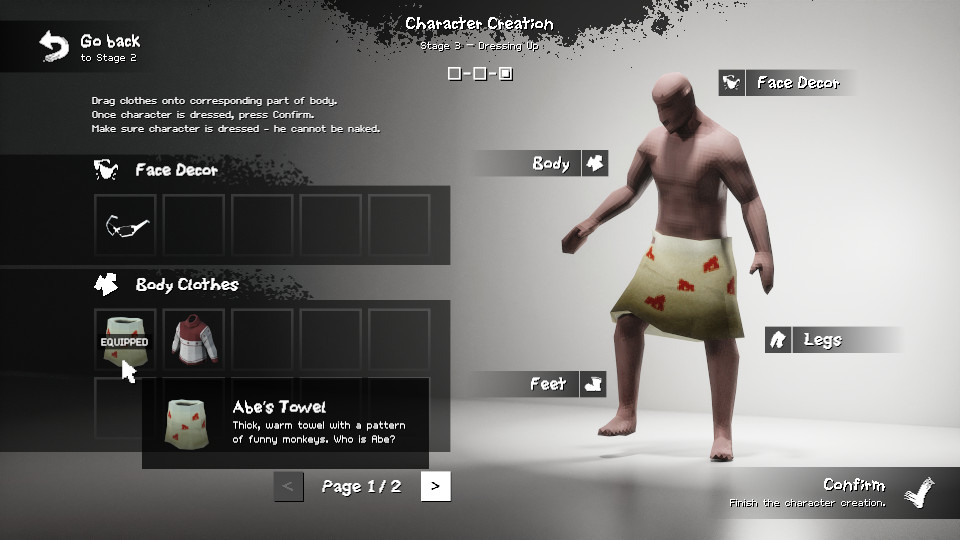 Character Creation
Stage 3 — Dressing Up
Go back
to Stage 2
Drag clothes onto corresponding part of body.
Once character is dressed, press Confirm.
Make sure character is dressed - he cannot be naked.
Face Decor
Body Clothes
EQUIPPED
Abe's Towel
Thick, warm towel with a pattern
of funny monkeys. Who is Abe?
< Page 1 / 2 >
Face Decor
Body
Legs
Feet
Confirm
Finish the character creation.